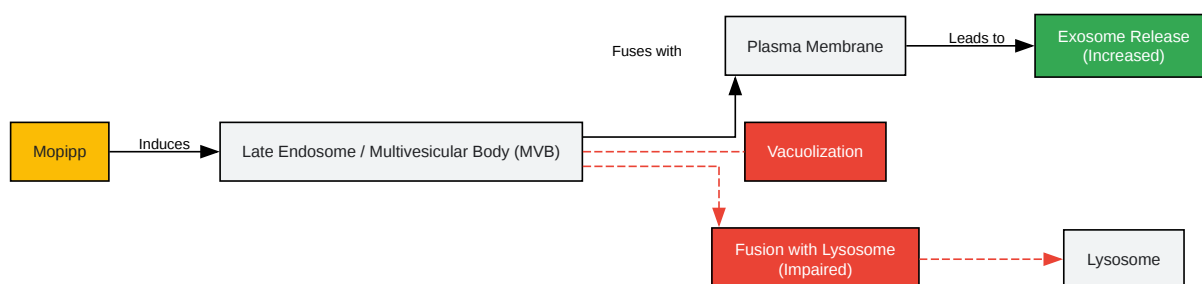 Plasma Membrane
Leads to
Exosome Release
(Increased)
Fuses with
Mopipp
Induces
Late Endosome / Multivesicular Body (MVB)
Vacuolization
Fusion with Lysosome
(Impaired)
Lysosome